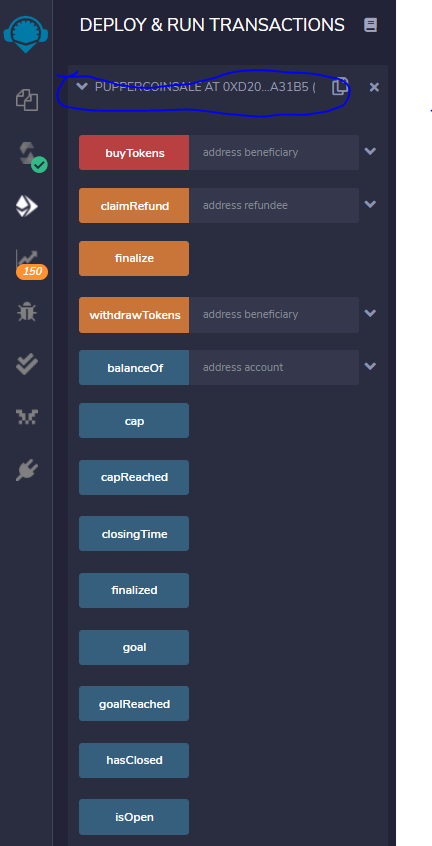 DEPLOY & RUN TRANSACTIONS
PUPPERCOINSALE AT 0XD20...A31B5 (
buyTokens address beneficiary
claimRefund address refundee
finalize
150
withdrawTokens address beneficiary
balanceOf address account
cap
capReached
closingTime
finalized
goal
goalReached
hasClosed
isOpen